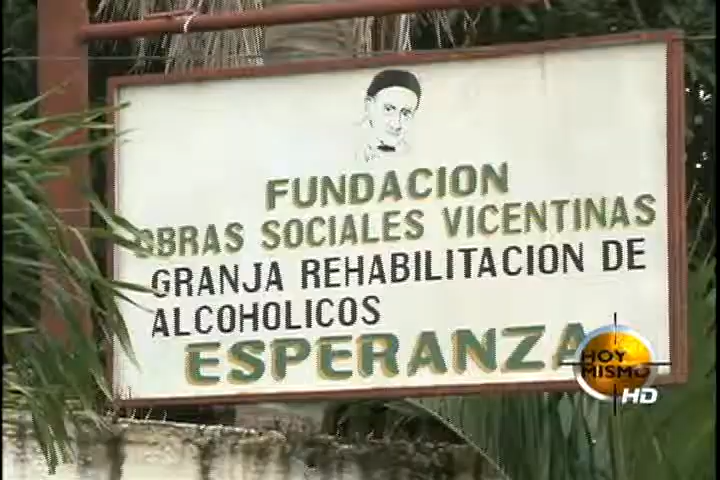 FUNDACION
OBRAS SOCIALES VICENTINAS
GRANJA REHABILITACION DE
ALCOHOLICOS
ESPERANZA
HOY
MISMO
HD